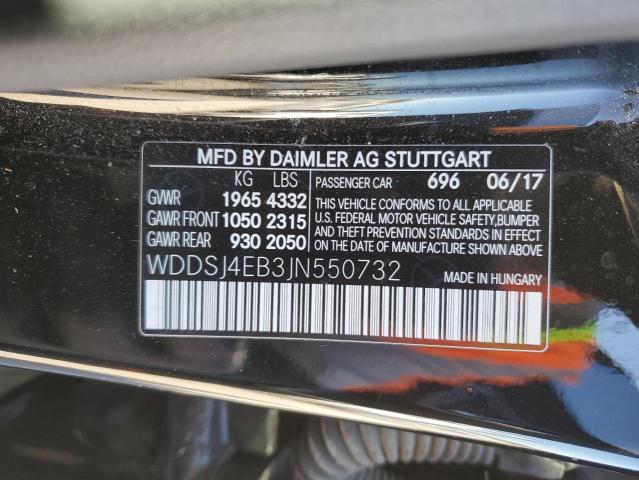 MFD BY DAIMLER AG STUTTGART
KG LBS
GVWR 1965 4332
GAWR FRONT 1050 2315
GAWR REAR 930 2050
PASSENGER CAR 696 06/17
THIS VEHICLE CONFORMS TO ALL APPLICABLE
U.S. FEDERAL MOTOR VEHICLE SAFETY, BUMPER
AND THEFT PREVENTION STANDARDS IN EFFECT
ON THE DATE OF MANUFACTURE SHOWN ABOVE
WDDSJ4EB3JN550732
MADE IN HUNGARY